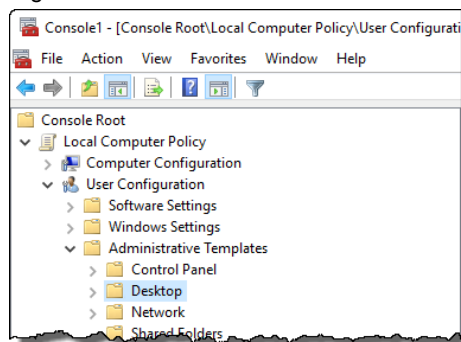 Console1 - [Console Root\Local Computer Policy\User Configurati
File Action View Favorites Window Help
Console Root
Local Computer Policy
Computer Configuration
User Configuration
Software Settings
Windows Settings
Administrative Templates
Control Panel
Desktop
Network
Shared Folders